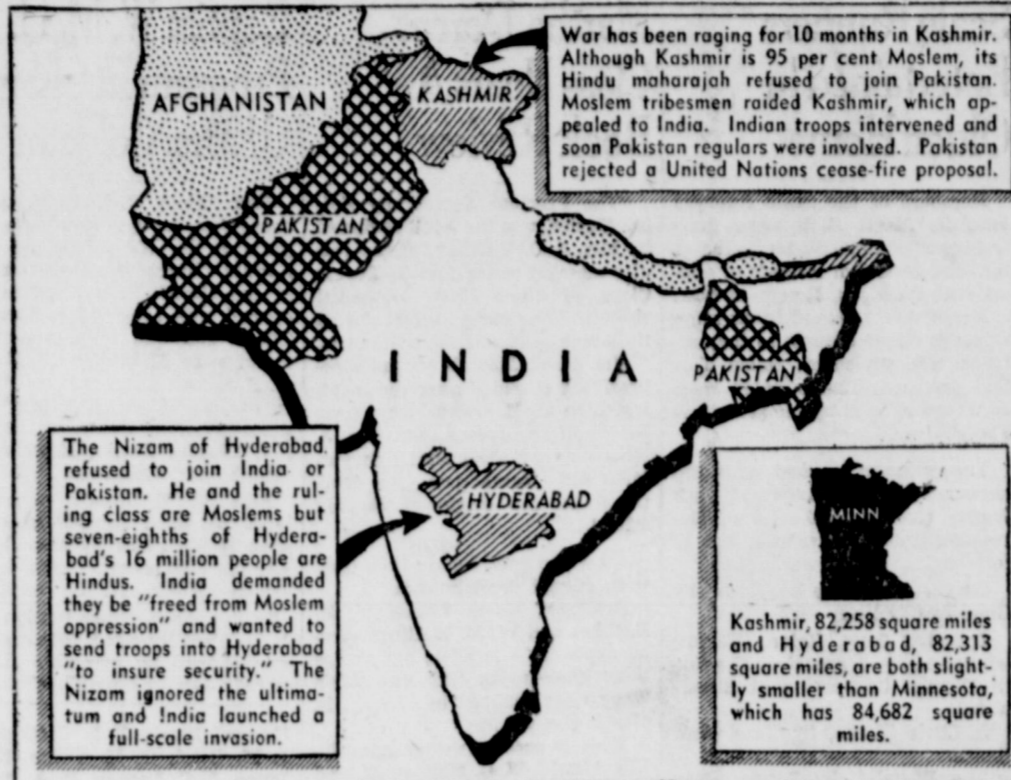 War has been raging for 10 months in Kashmir.
Although Kashmir is 95 per cent Moslem, its
Hindu maharajah refused to join Pakistan.
Moslem tribesmen raided Kashmir, which ap-
pealed to India. Indian troops intervened and
soon Pakistan regulars were involved. Pakistan
rejected a United Nations cease-fire proposal.
AFGHANISTAN
KASHMIR
PAKISTAN
INDIA
PAKISTAN
HYDERABAD
The Nizam of Hyderabad
refused to join India or
Pakistan. He and the rul-
ing class are Moslems but
seven-eighths of Hydera-
bad's 16 million people are
Hindus. India demanded
they be "freed from Moslem
oppression" and wanted to
send troops into Hyderabad
"to insure security." The
Nizam ignored the ultima-
tum and India launched a
full-scale invasion.
MINN
Kashmir, 82,258 square miles
and Hyderabad, 82,313
square miles, are both slight-
ly smaller than Minnesota,
which has 84,682 square
miles.